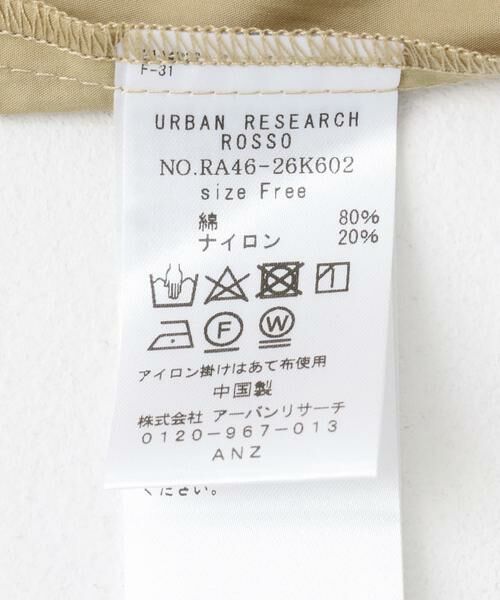 F-31
URBAN RESEARCH
ROSSO
NO.RA46-26K602
size Free
綿 80%
ナイロン 20%
F W
アイロン掛けはあて布使用
中国製
株式会社 アーバンリサーチ
0120-967-013
ANZ
ください。